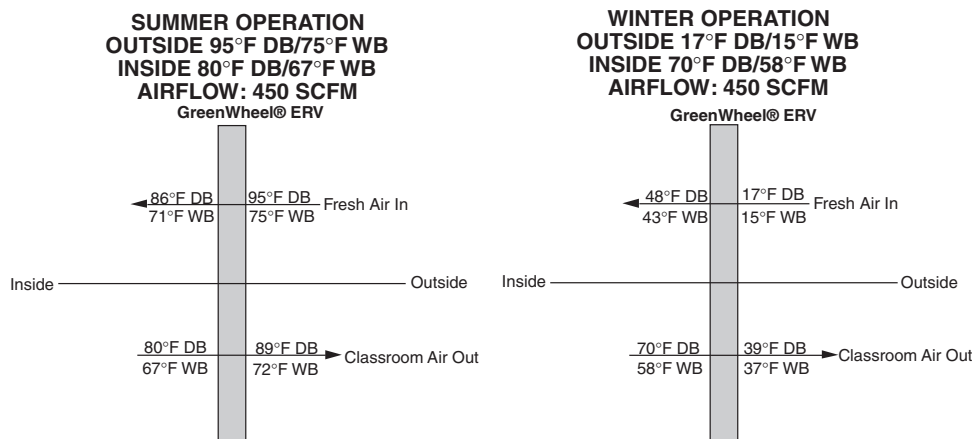 SUMMER OPERATION
OUTSIDE 95°F DB/75°F WB
INSIDE 80°F DB/67°F WB
AIRFLOW: 450 SCFM
GreenWheel® ERV
86°F DB 95°F DB
Fresh Air In
71°F WB 75°F WB
Inside Outside
80°F DB 89°F DB
Classroom Air Out
67°F WB 72°F WB
WINTER OPERATION
OUTSIDE 17°F DB/15°F WB
INSIDE 70°F DB/58°F WB
AIRFLOW: 450 SCFM
GreenWheel® ERV
48°F DB 17°F DB
Fresh Air In
43°F WB 15°F WB
Inside Outside
70°F DB 39°F DB
Classroom Air Out
58°F WB 37°F WB